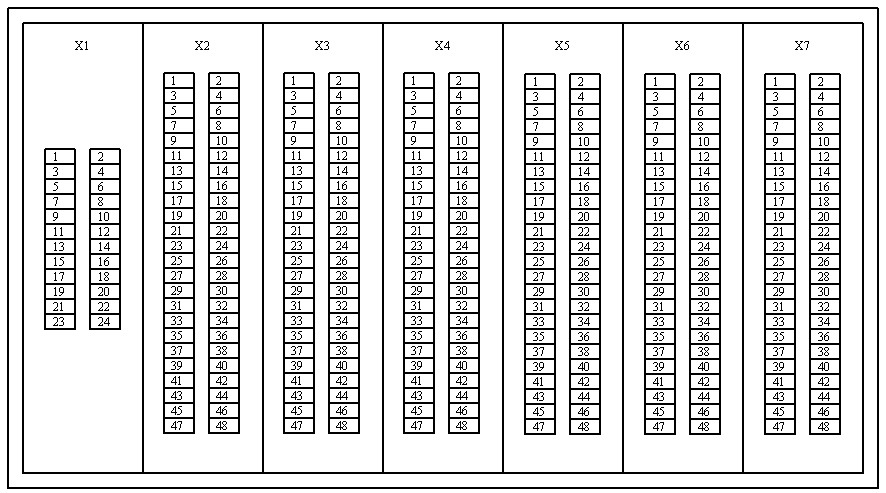 X1 X2 X3 X4 X5 X6 X7
1 2 1 2 1 2 1 2 1 2 1 2
3 4 3 4 3 4 3 4 3 4 3 4
5 6 5 6 5 6 5 6 5 6 5 6
7 8 7 8 7 8 7 8 7 8 7 8
9 10 9 10 9 10 9 10 9 10 9 10
1 2 11 12 11 12 11 12 11 12 11 12 11 12
3 4 13 14 13 14 13 14 13 14 13 14 13 14
5 6 15 16 15 16 15 16 15 16 15 16 15 16
7 8 17 18 17 18 17 18 17 18 17 18 17 18
9 10 19 20 19 20 19 20 19 20 19 20 19 20
11 12 21 22 21 22 21 22 21 22 21 22 21 22
13 14 23 24 23 24 23 24 23 24 23 24 23 24
15 16 25 26 25 26 25 26 25 26 25 26 25 26
17 18 27 28 27 28 27 28 27 28 27 28 27 28
19 20 29 30 29 30 29 30 29 30 29 30 29 30
21 22 31 32 31 32 31 32 31 32 31 32 31 32
23 24 33 34 33 34 33 34 33 34 33 34 33 34
35 36 35 36 35 36 35 36 35 36 35 36
37 38 37 38 37 38 37 38 37 38 37 38
39 40 39 40 39 40 39 40 39 40 39 40
41 42 41 42 41 42 41 42 41 42 41 42
43 44 43 44 43 44 43 44 43 44 43 44
45 46 45 46 45 46 45 46 45 46 45 46
47 48 47 48 47 48 47 48 47 48 47 48